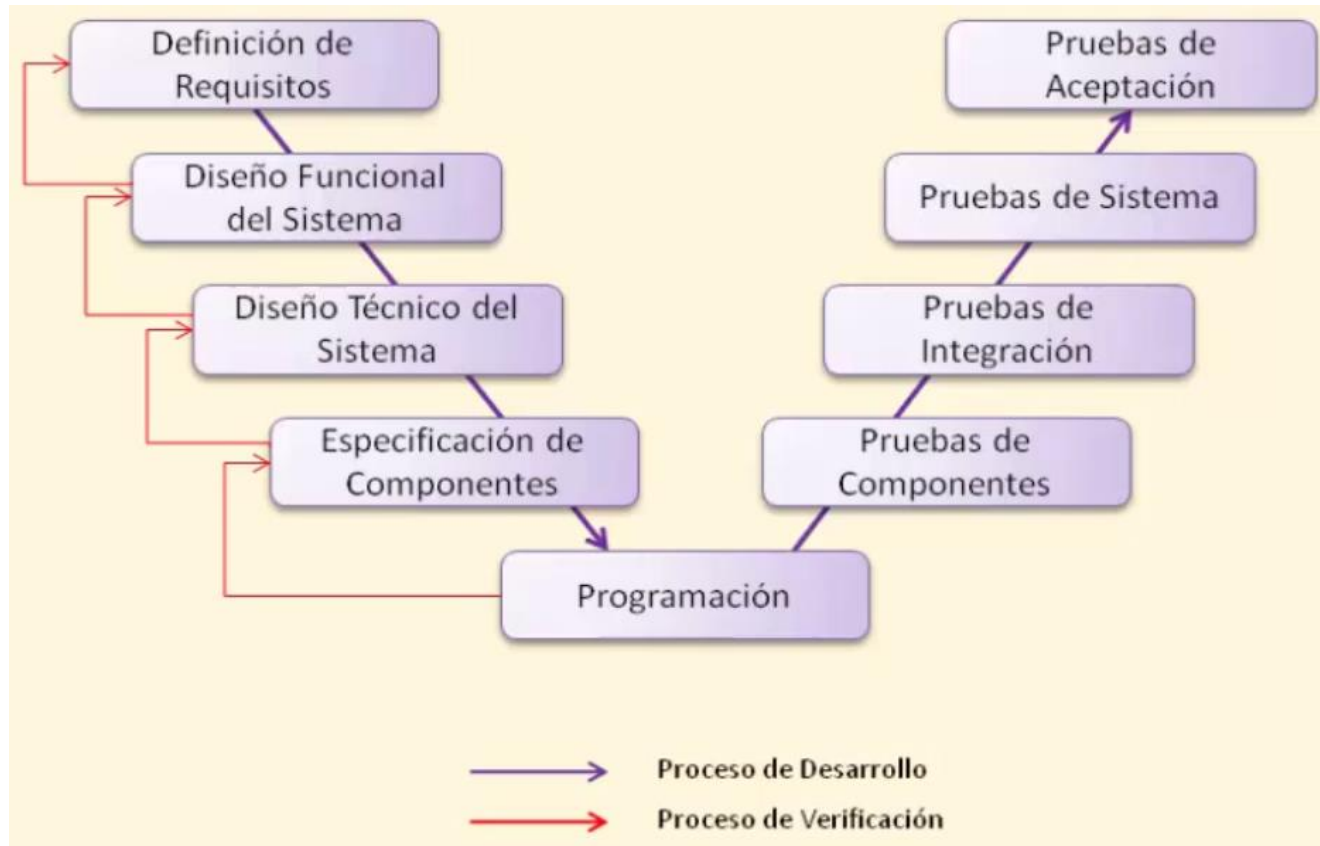 Definición de
Requisitos
Pruebas de
Aceptación
Diseño Funcional
del Sistema
Pruebas de Sistema
Diseño Técnico del
Sistema
Pruebas de
Integración
Especificación de
Componentes
Pruebas de
Componentes
Programación
Proceso de Desarrollo
Proceso de Verificación